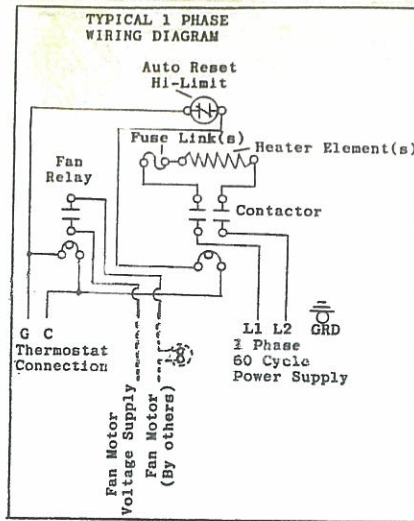 TYPICAL 1 PHASE
WIRING DIAGRAM
Auto Reset
Hi-Limit
Fuse Link(s)
Heater Element(s)
Fan
Relay
Contactor
G C
Thermostat
Connection
L1 L2 GRD
1 Phase
60 Cycle
Power Supply
Fan Motor
Voltage Supply
Fan Motor
(By others)